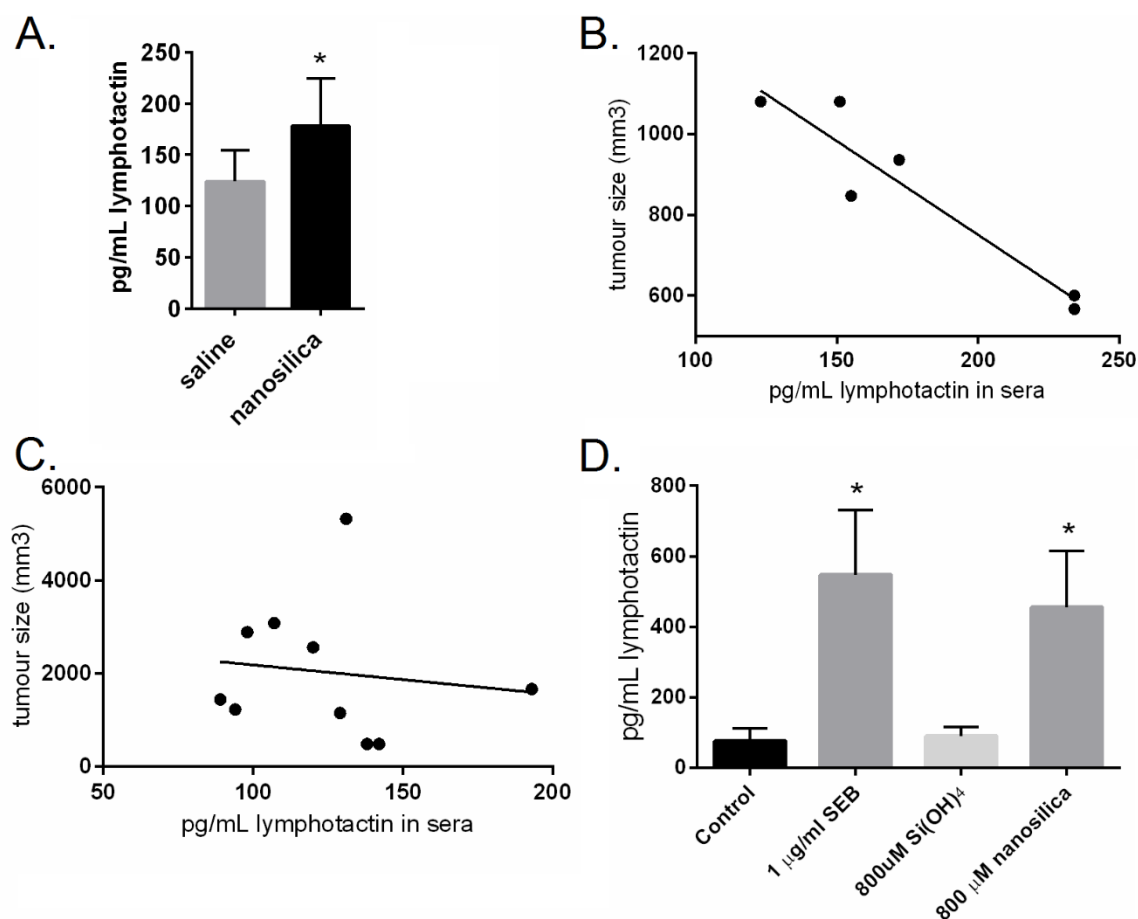 A.
pg/mL lymphotactin
250
200
150
100
50
0
*
saline
nanosilica
B.
tumour size (mm3)
1200
1000
800
600
100
150
200
250
pg/mL lymphotactin in sera
C.
tumour size (mm3)
6000
4000
2000
0
50
100
150
200
pg/mL lymphotactin in sera
D.
pg/mL lymphotactin
800
600
400
200
0
*
*
Control
1 μg/ml SEB
800uM Si(OH)₄
800 μM nanosilica